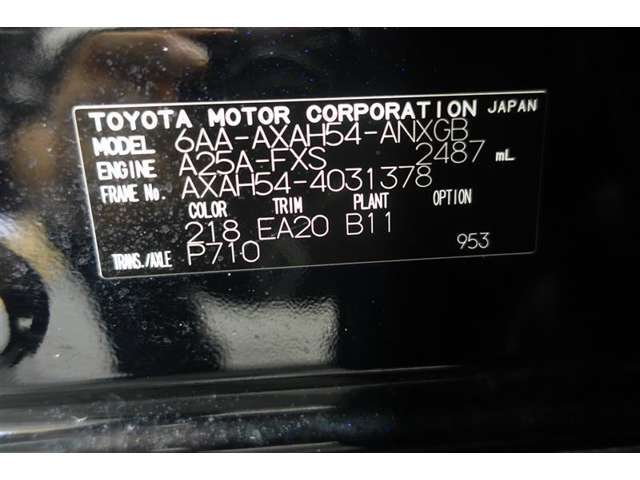 TOYOTA MOTOR CORPORATION JAPAN
MODEL 6AA-AXAH54-ANXGB
ENGINE A25A-FXS 2487 mL
FRAME No. AXAH54-4031378
COLOR TRIM PLANT OPTION
218 EA20 B11
TRANS./AXLE P710 953